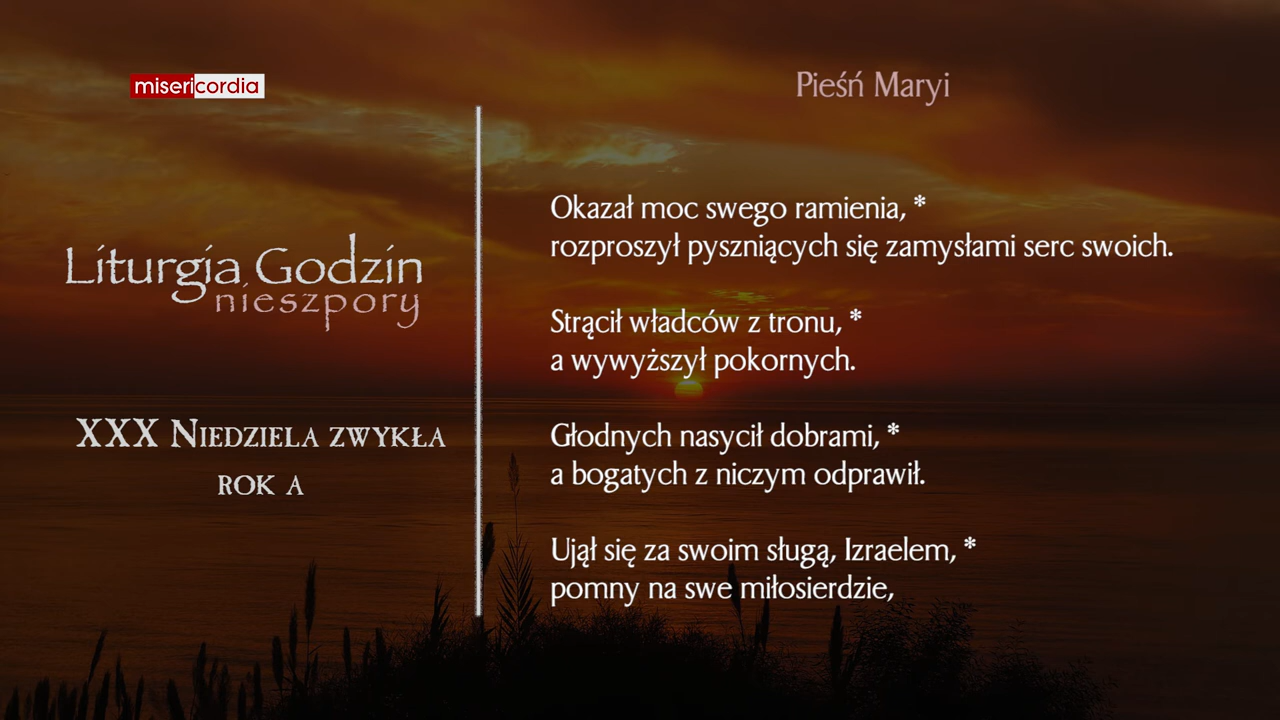 misericordia
Liturgia Godzin
nieszpory
XXX Niedziela zwykła
rok A
Pieśń Maryi
Okazał moc swego ramienia, *
rozproszył pyszniących się zamysłami serc swoich.
Strącił władców z tronu, *
a wywyższył pokornych.
Głodnych nasycił dobrami, *
a bogatych z niczym odprawił.
Ujął się za swoim sługą, Izraelem, *
pomny na swe miłosierdzie,